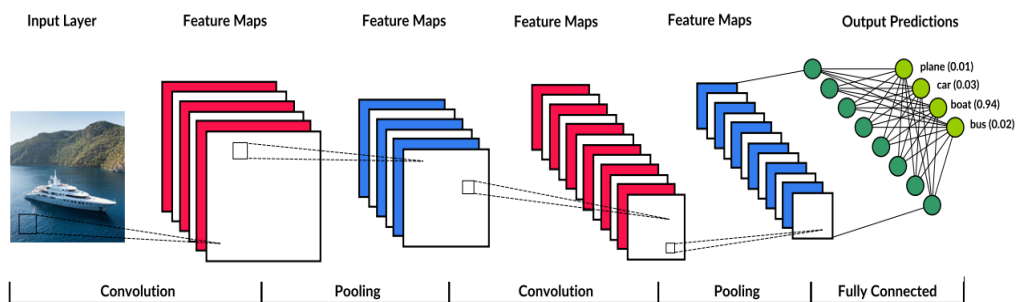 Input Layer
Feature Maps
Feature Maps
Feature Maps
Feature Maps
Output Predictions
plane (0.01)
car (0.03)
boat (0.94)
bus (0.02)
Convolution
Pooling
Convolution
Pooling
Fully Connected